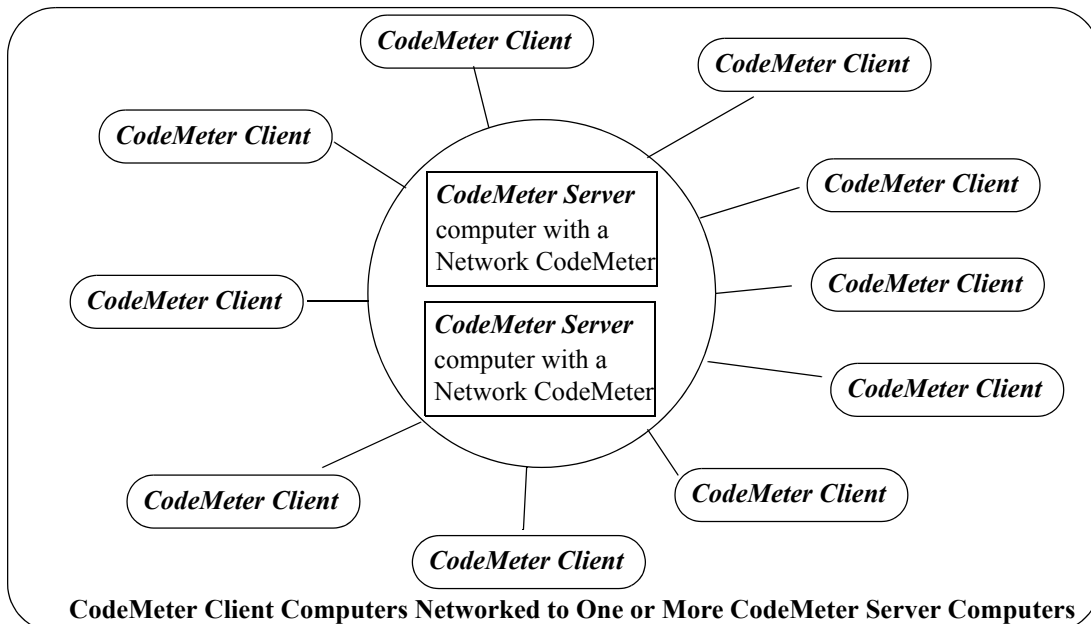 CodeMeter Client
CodeMeter Client
CodeMeter Client
CodeMeter Client
CodeMeter Server
computer with a
Network CodeMeter
CodeMeter Client
CodeMeter Client
CodeMeter Server
computer with a
Network CodeMeter
CodeMeter Client
CodeMeter Client
CodeMeter Client
CodeMeter Client
CodeMeter Client Computers Networked to One or More CodeMeter Server Computers